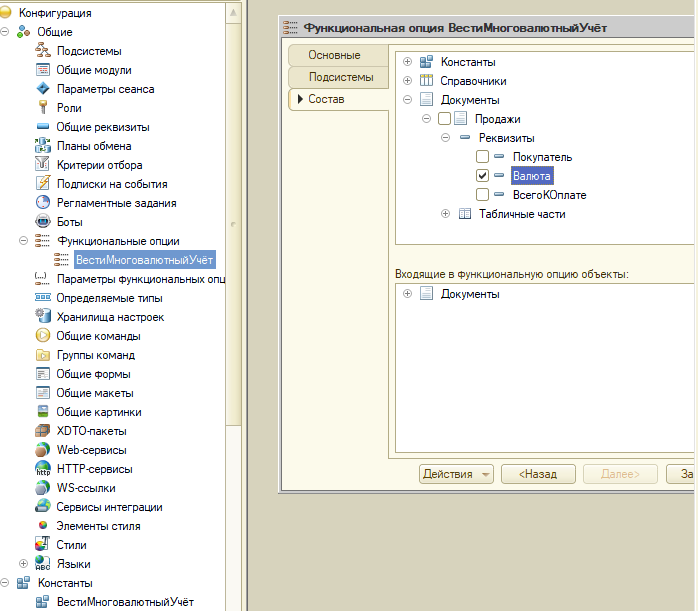 Конфигурация
Общие
Подсистемы
Общие модули
Параметры сеанса
Роли
Общие реквизиты
Планы обмена
Критерии отбора
Подписки на события
Регламентные задания
Боты
Функциональные опции
ВестиМноговалютныйУчёт
Параметры функциональных опц
Определяемые типы
Хранилища настроек
Общие команды
Группы команд
Общие формы
Общие макеты
Общие картинки
XDTO-пакеты
Web-сервисы
HTTP-сервисы
WS-ссылки
Сервисы интеграции
Элементы стиля
Стили
Языки
Константы
ВестиМноговалютныйУчёт
Функциональная опция ВестиМноговалютныйУчёт
Основные
Подсистемы
Состав
Константы
Справочники
Документы
Продажи
Реквизиты
Покупатель
Валюта
ВсегоКОплате
Табличные части
Входящие в функциональную опцию объекты:
Документы
Действия
<Назад
Далее>
За